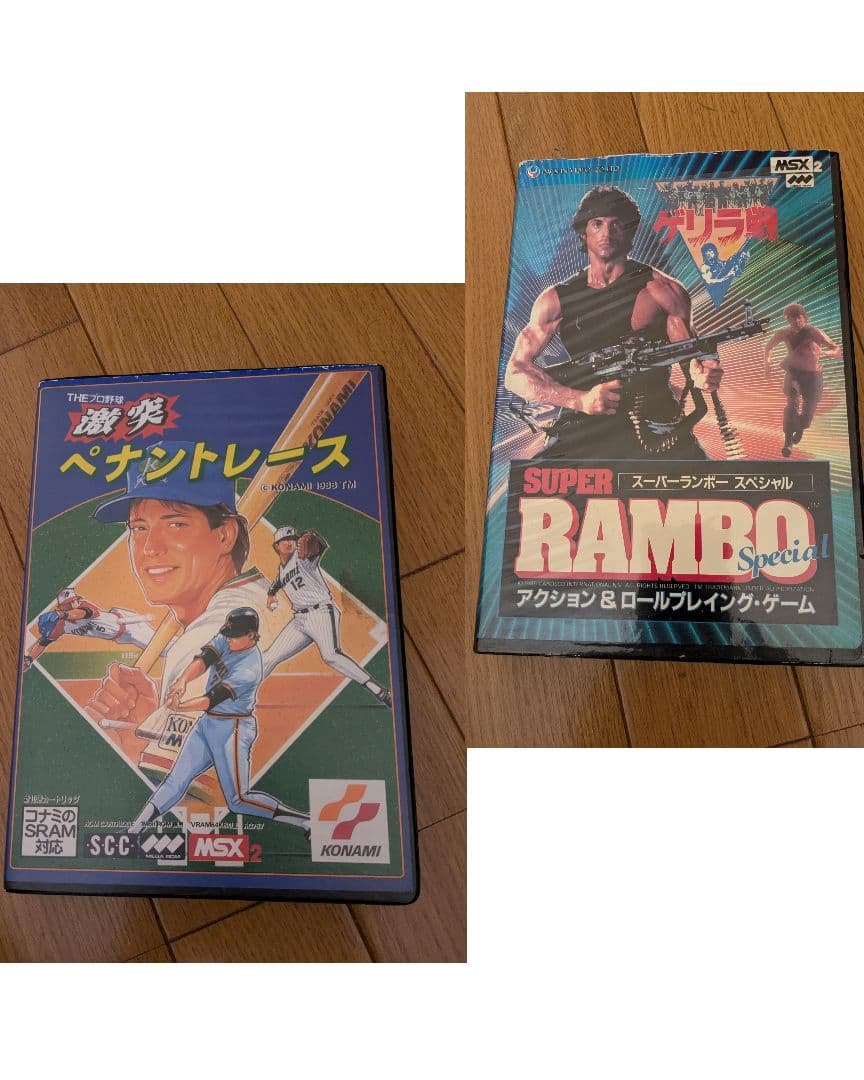 THEプロ野球
激突
ペナントレース
© KONAMI 1988 TM
KONAMI
12
コナミの
SRAM
対応
SCC
MEGA ROM
MSX2
KONAMI
MSX2
ゲリラ戦
SUPER
スーパーランボー スペシャル
RAMBO
Special
アクション&ロールプレイング・ゲーム